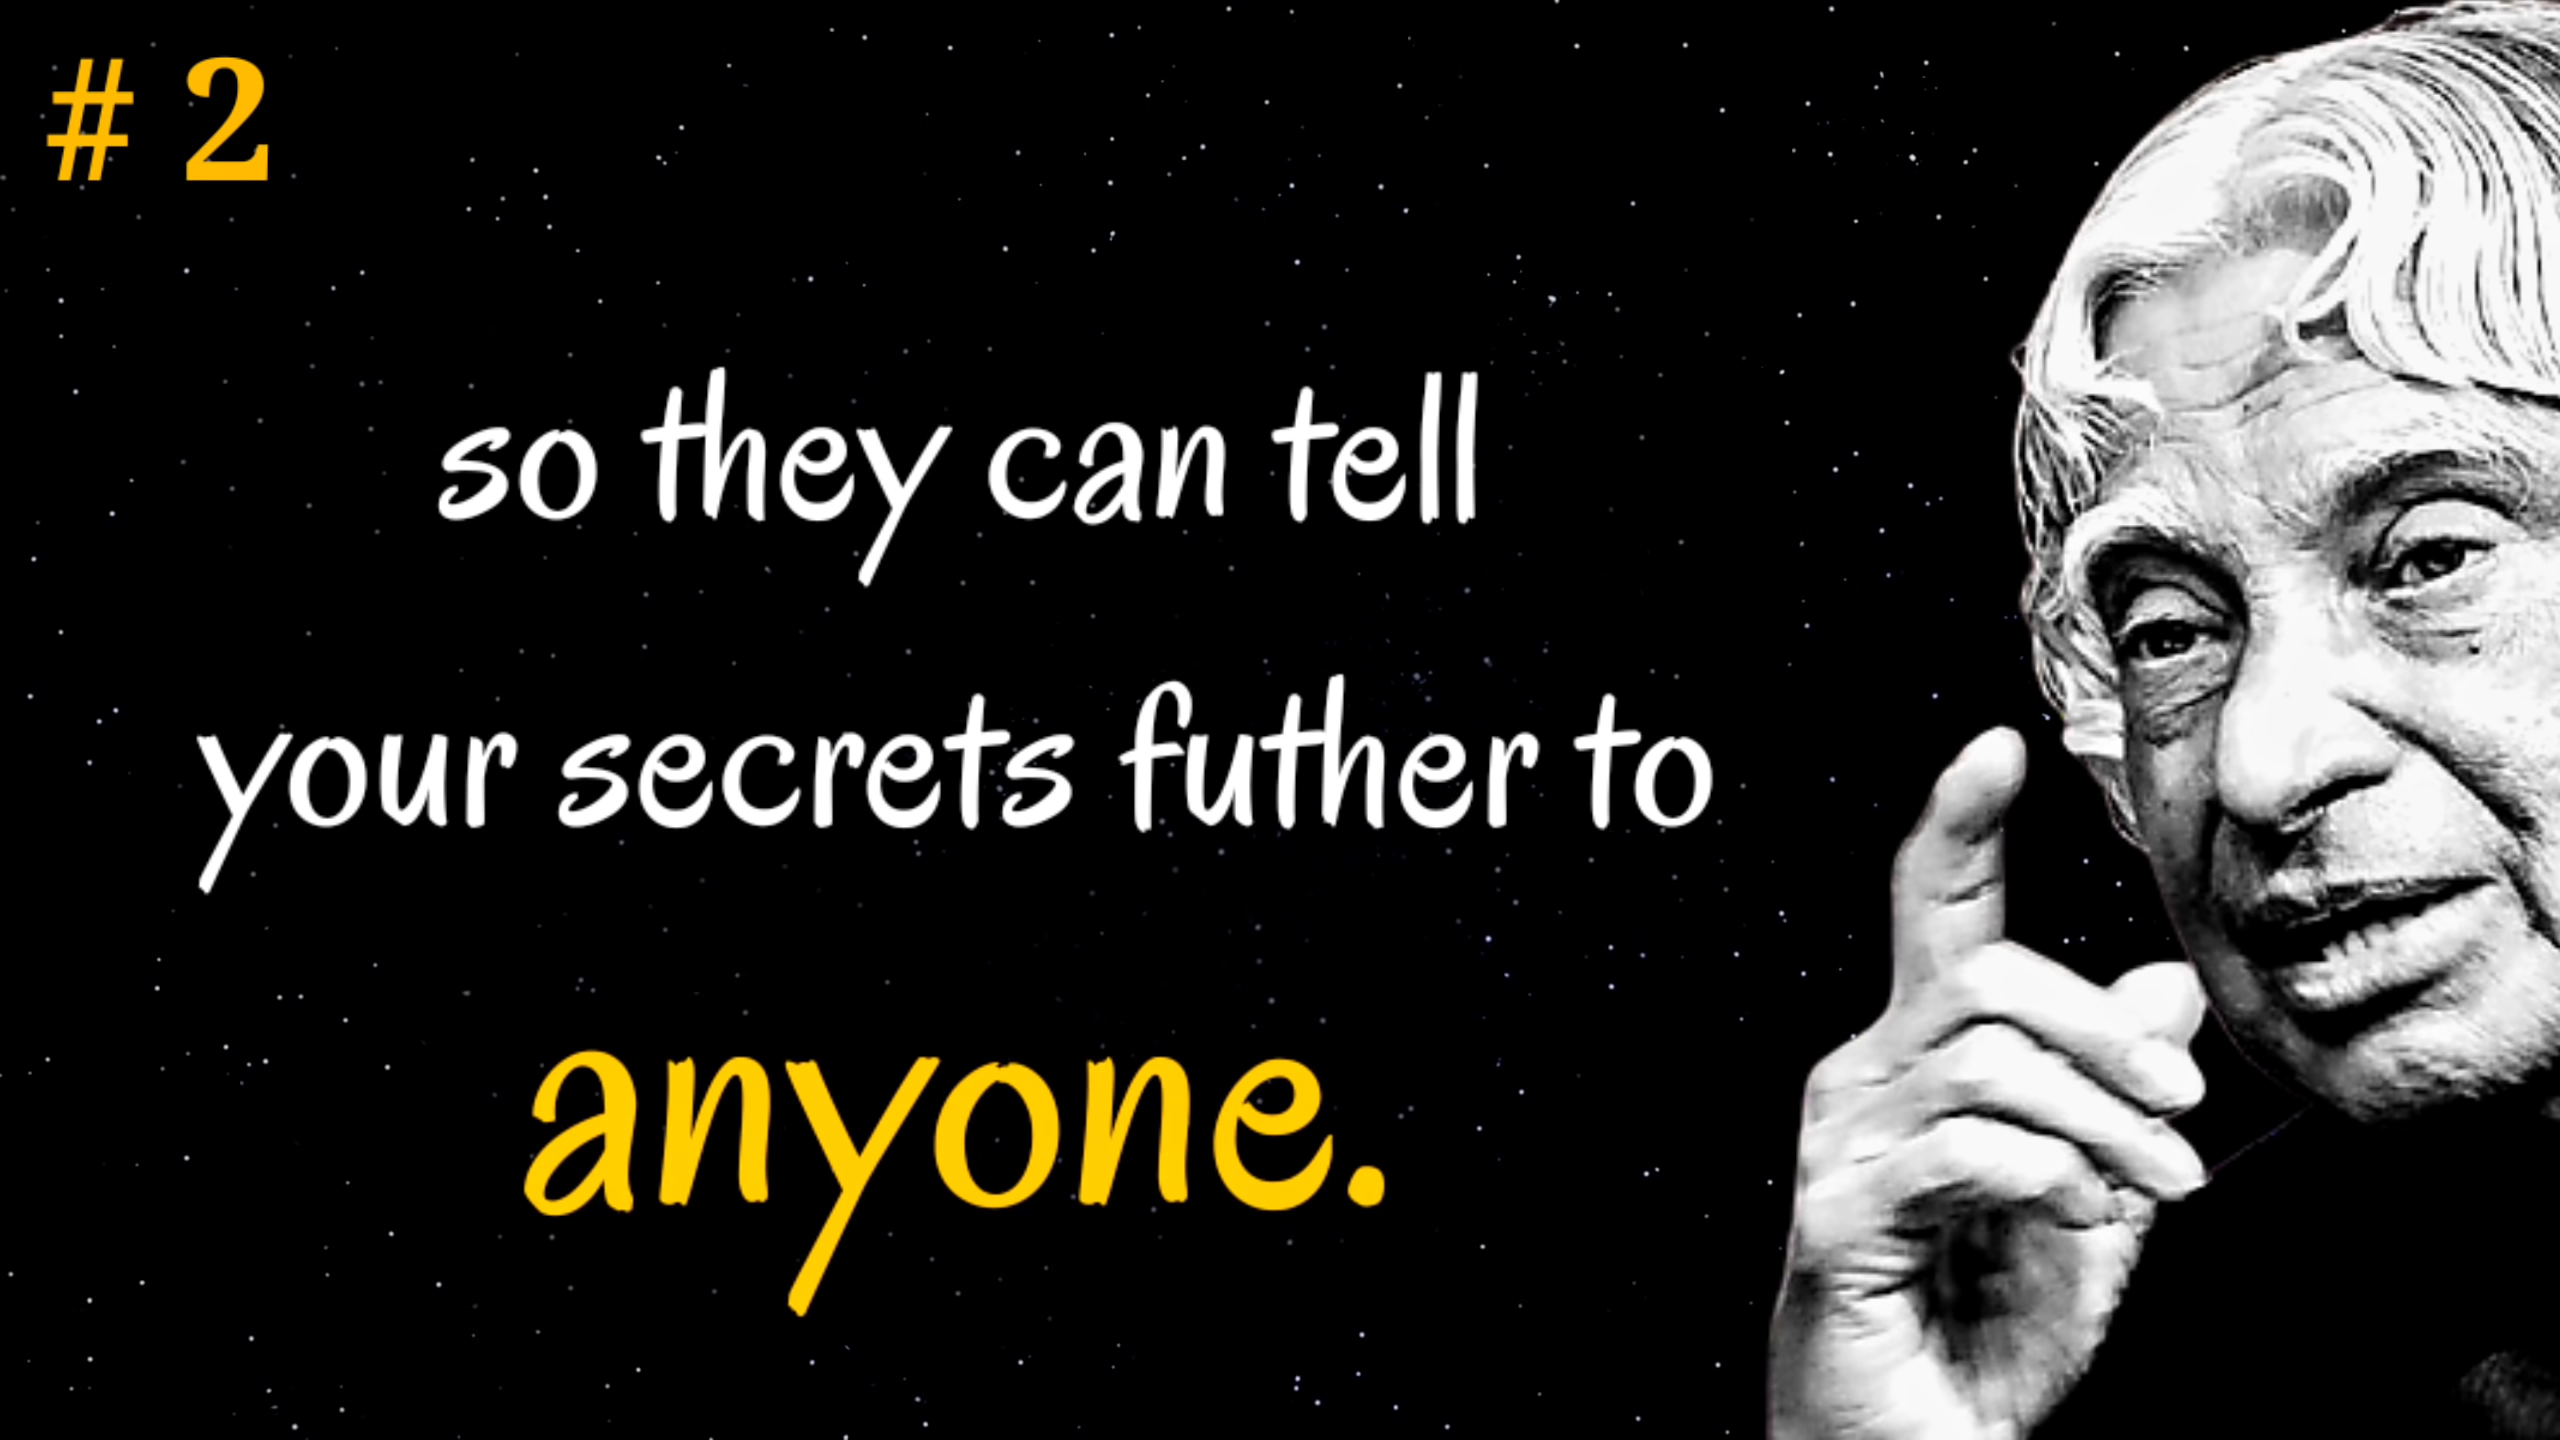 # 2
so they can tell
your secrets futher to
anyone.